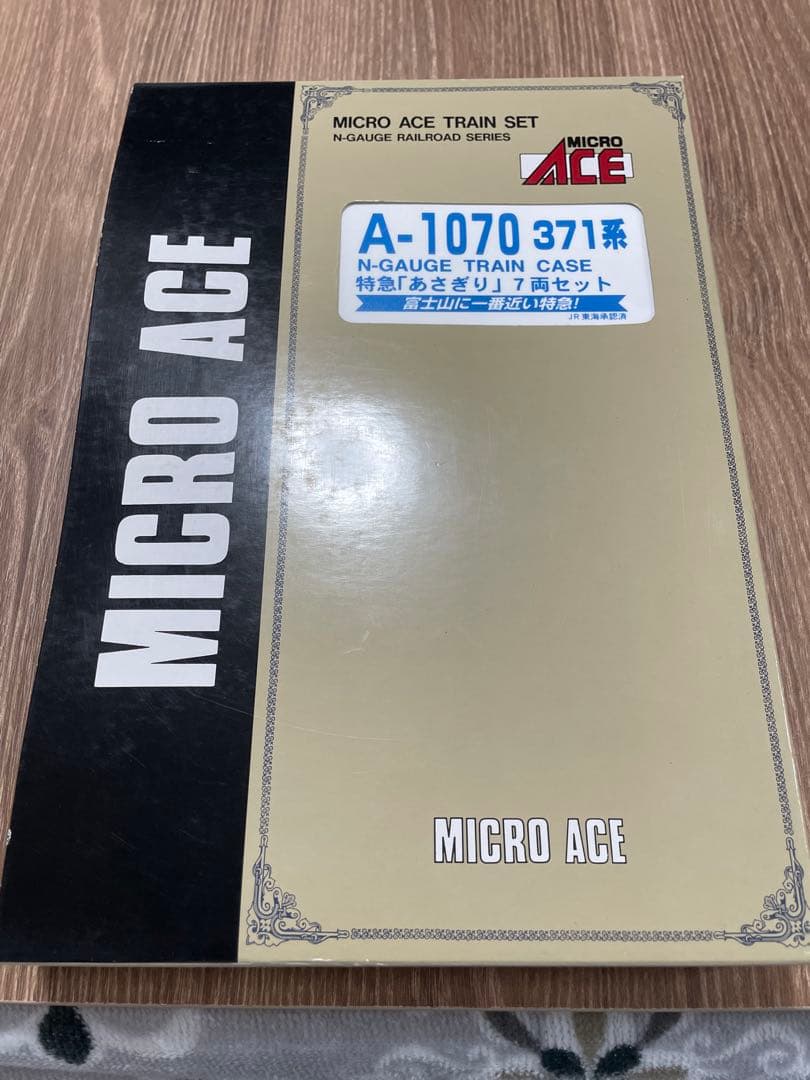 MICRO ACE
MICRO ACE TRAIN SET
N-GAUGE RAILROAD SERIES
MICRO
ACE
A-1070 371系
N-GAUGE TRAIN CASE
特急「あさぎり」7両セット
富士山に一番近い特急!
JR東海承認済
MICRO ACE